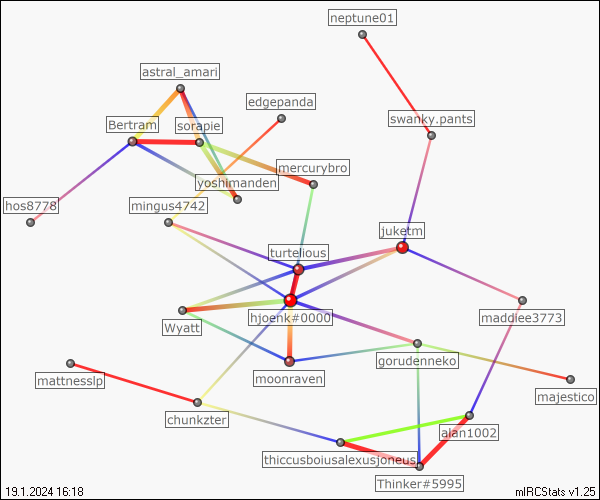 neptune01
astral_amari
edgepanda
swanky.pants
Bertram
sorapie
mercurybro
yoshimanden
hos8778
mingus4742
juketm
turtelious
hjoenk#0000
maddiee3773
Wyatt
gorudenneko
moonraven
mattnesslp
majestico
chunkzter
alan1002
thiccusboiusalexusjoneus
Thinker#5995
19.1.2024 16:18
mIRCStats v1.25